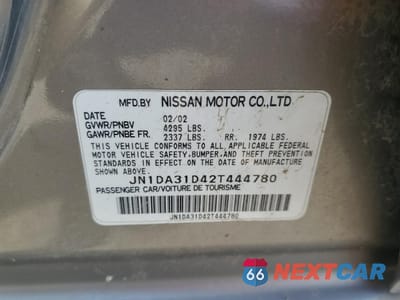 MFD.BY NISSAN MOTOR CO.,LTD
DATE 02/02
GVWR/PNBV 4295 LBS.
GAWR/PNBE FR. 2337 LBS. RR. 1974 LBS.
THIS VEHICLE CONFORMS TO ALL APPLICABLE FEDERAL
MOTOR VEHICLE SAFETY,BUMPER,AND THEFT PREVENTION
STANDARDS IN EFFECT ON THE DATE OF MANUFACTURE
SHOWN ABOVE.
JN1DA31D42T444780
PASSENGER CAR/VOITURE DE TOURISME
JN1DA31D42T444780
66 NEXTCAR